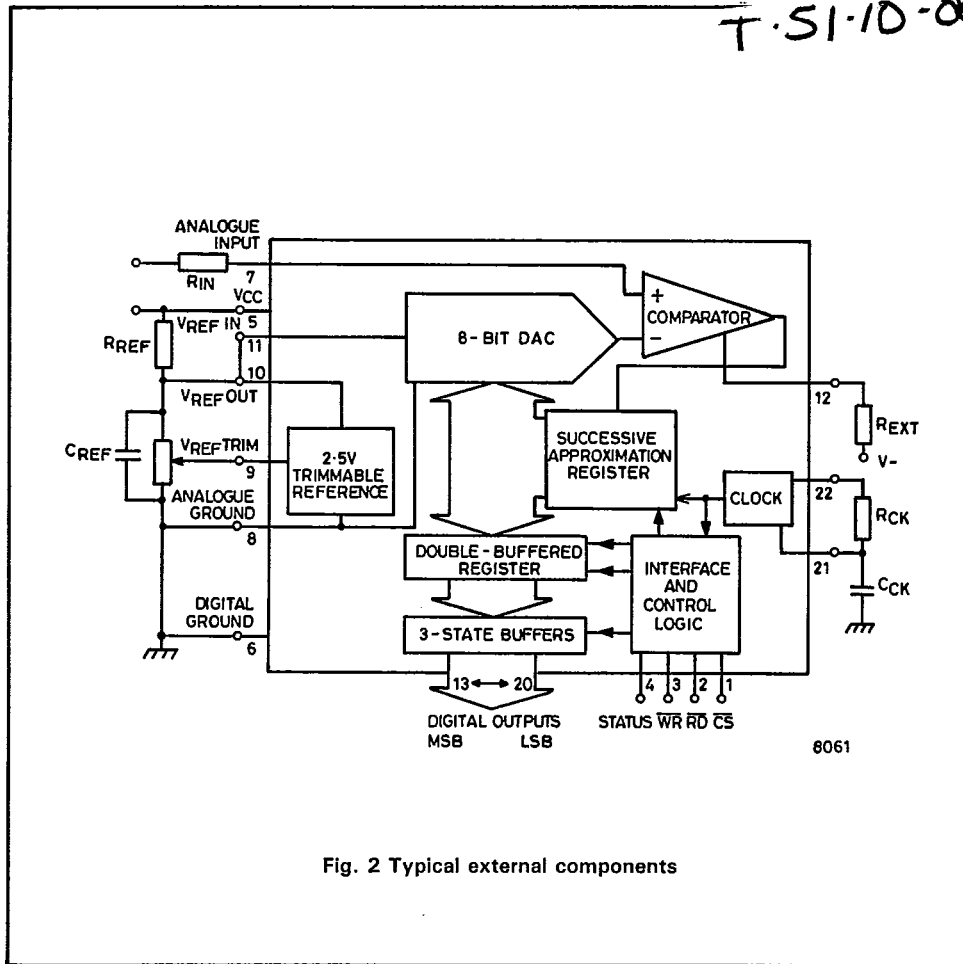 T.51-10-0
ANALOGUE
INPUT
RIN
7
VCC
5
VREF IN
RREF
11
10
VREF OUT
8-BIT DAC
+
COMPARATOR
-
12
REXT
V-
CREF
VREF TRIM
9
2·5V
TRIMMABLE
REFERENCE
SUCCESSIVE
APPROXIMATION
REGISTER
CLOCK
22
RCK
21
CCK
ANALOGUE
GROUND
8
DOUBLE-BUFFERED
REGISTER
INTERFACE
AND
CONTROL
LOGIC
DIGITAL
GROUND
6
3-STATE BUFFERS
13 20
4 3 2 1
DIGITAL OUTPUTS
MSB LSB
STATUS WR RD CS
8061
Fig. 2 Typical external components